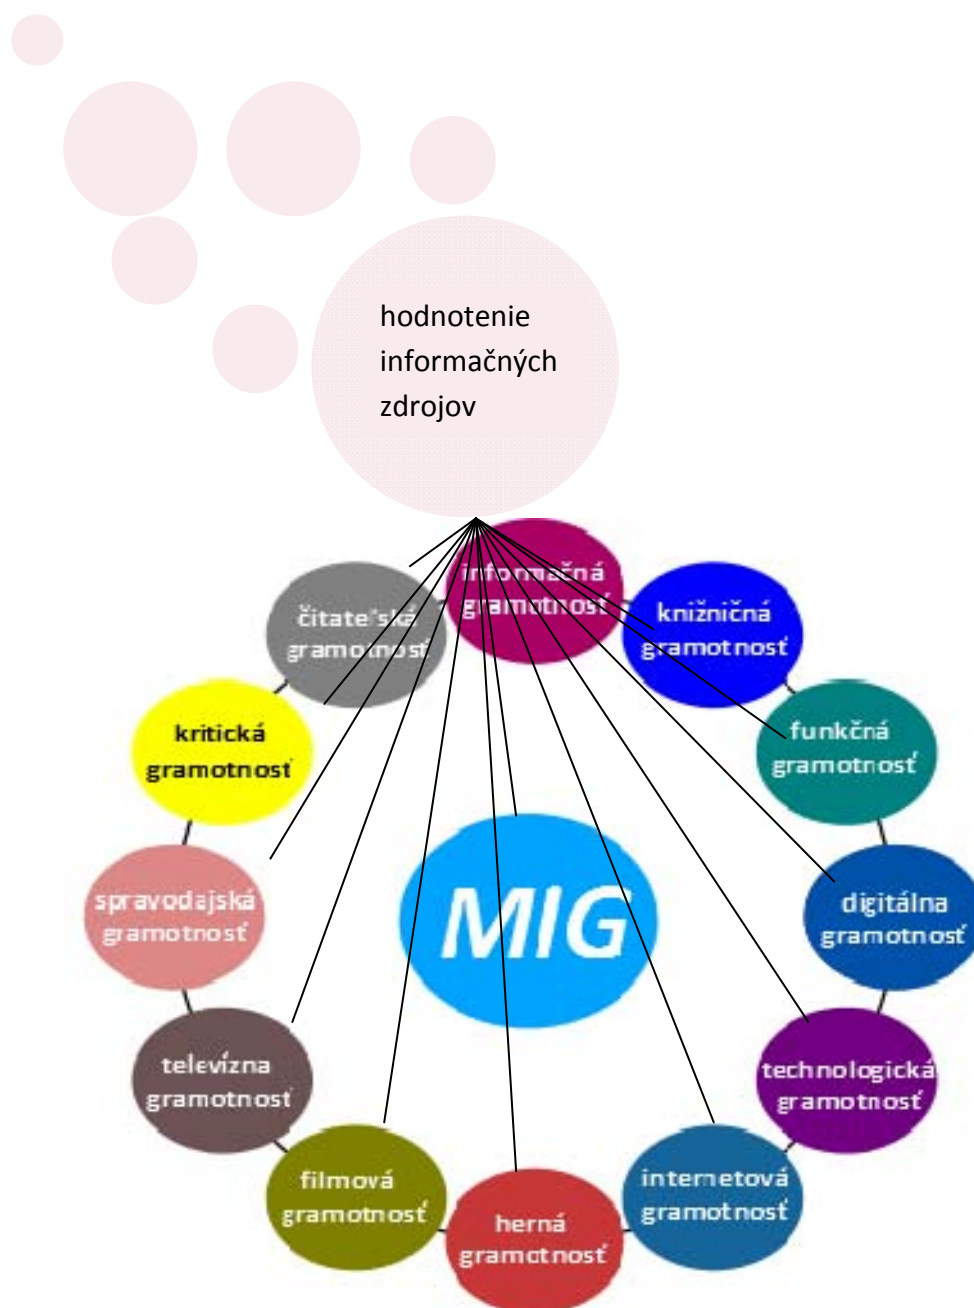 hodnotenie
informačných
zdrojov
informačná
gramotnosť
čitateľská
gramotnosť
knižničná
gramotnosť
kritická
gramotnosť
funkčná
gramotnosť
spravodajská
gramotnosť
MIG
digitálna
gramotnosť
televízna
gramotnosť
technologická
gramotnosť
filmová
gramotnosť
internetová
gramotnosť
herná
gramotnosť